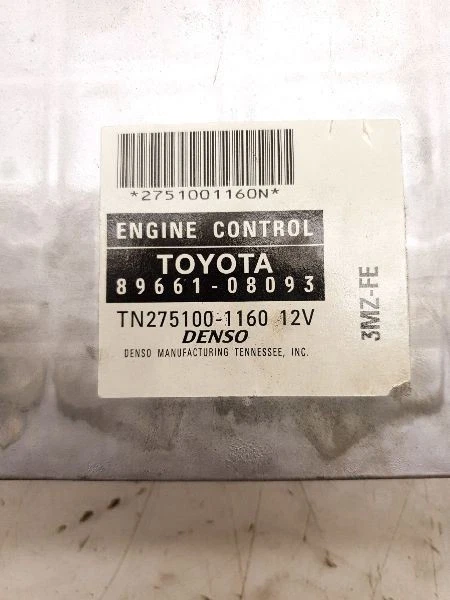 *2751001160N*
ENGINE CONTROL
TOYOTA
89661-08093
TN275100-1160 12V
DENSO
DENSO MANUFACTURING TENNESSEE, INC.
3MZ-FE